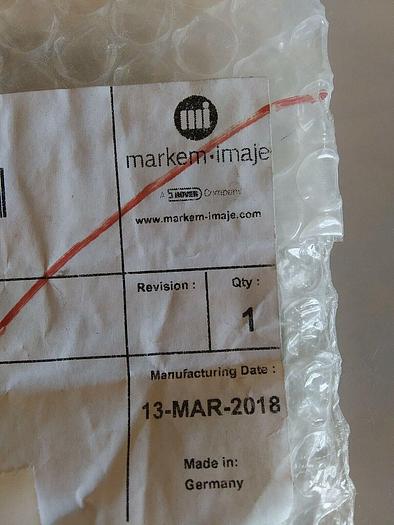 mi
markem·imaje
A DOVER Company
www.markem-imaje.com
Revision : Qty :
1
Manufacturing Date :
13-MAR-2018
Made in:
Germany